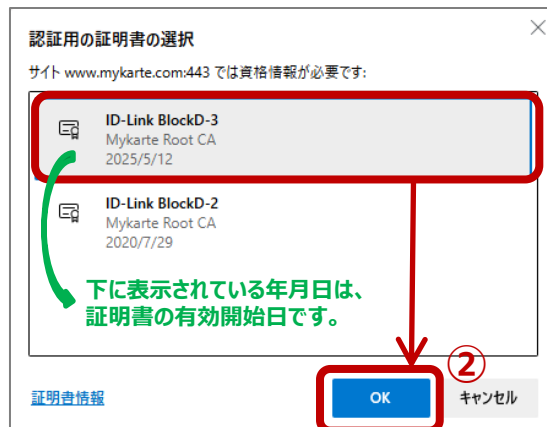 認証用の証明書の選択
サイト www.mykarte.com:443 では資格情報が必要です:
ID-Link BlockD-3
Mykarte Root CA
2025/5/12
ID-Link BlockD-2
Mykarte Root CA
2020/7/29
下に表示されている年月日は、
証明書の有効開始日です。
②
証明書情報
OK
キャンセル